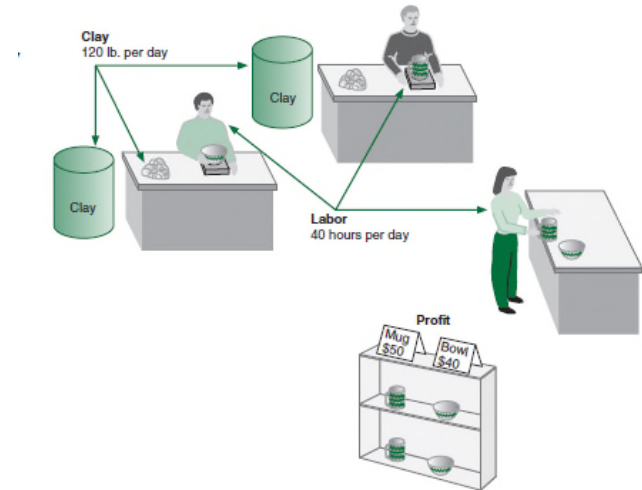 Clay
120 lb. per day
Clay
Clay
Labor
40 hours per day
Profit
Mug
$50
Bowl
$40